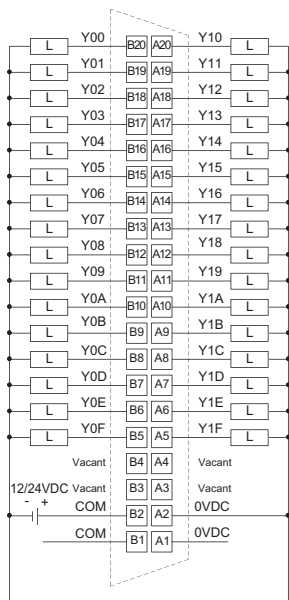 L Y00 B20 A20 Y10 L
L Y01 B19 A19 Y11 L
L Y02 B18 A18 Y12 L
L Y03 B17 A17 Y13 L
L Y04 B16 A16 Y14 L
L Y05 B15 A15 Y15 L
L Y06 B14 A14 Y16 L
L Y07 B13 A13 Y17 L
L Y08 B12 A12 Y18 L
L Y09 B11 A11 Y19 L
L Y0A B10 A10 Y1A L
L Y0B B9 A9 Y1B L
L Y0C B8 A8 Y1C L
L Y0D B7 A7 Y1D L
L Y0E B6 A6 Y1E L
L Y0F B5 A5 Y1F L
Vacant B4 A4 Vacant
12/24VDC Vacant B3 A3 Vacant
- + COM B2 A2 0VDC
COM B1 A1 0VDC